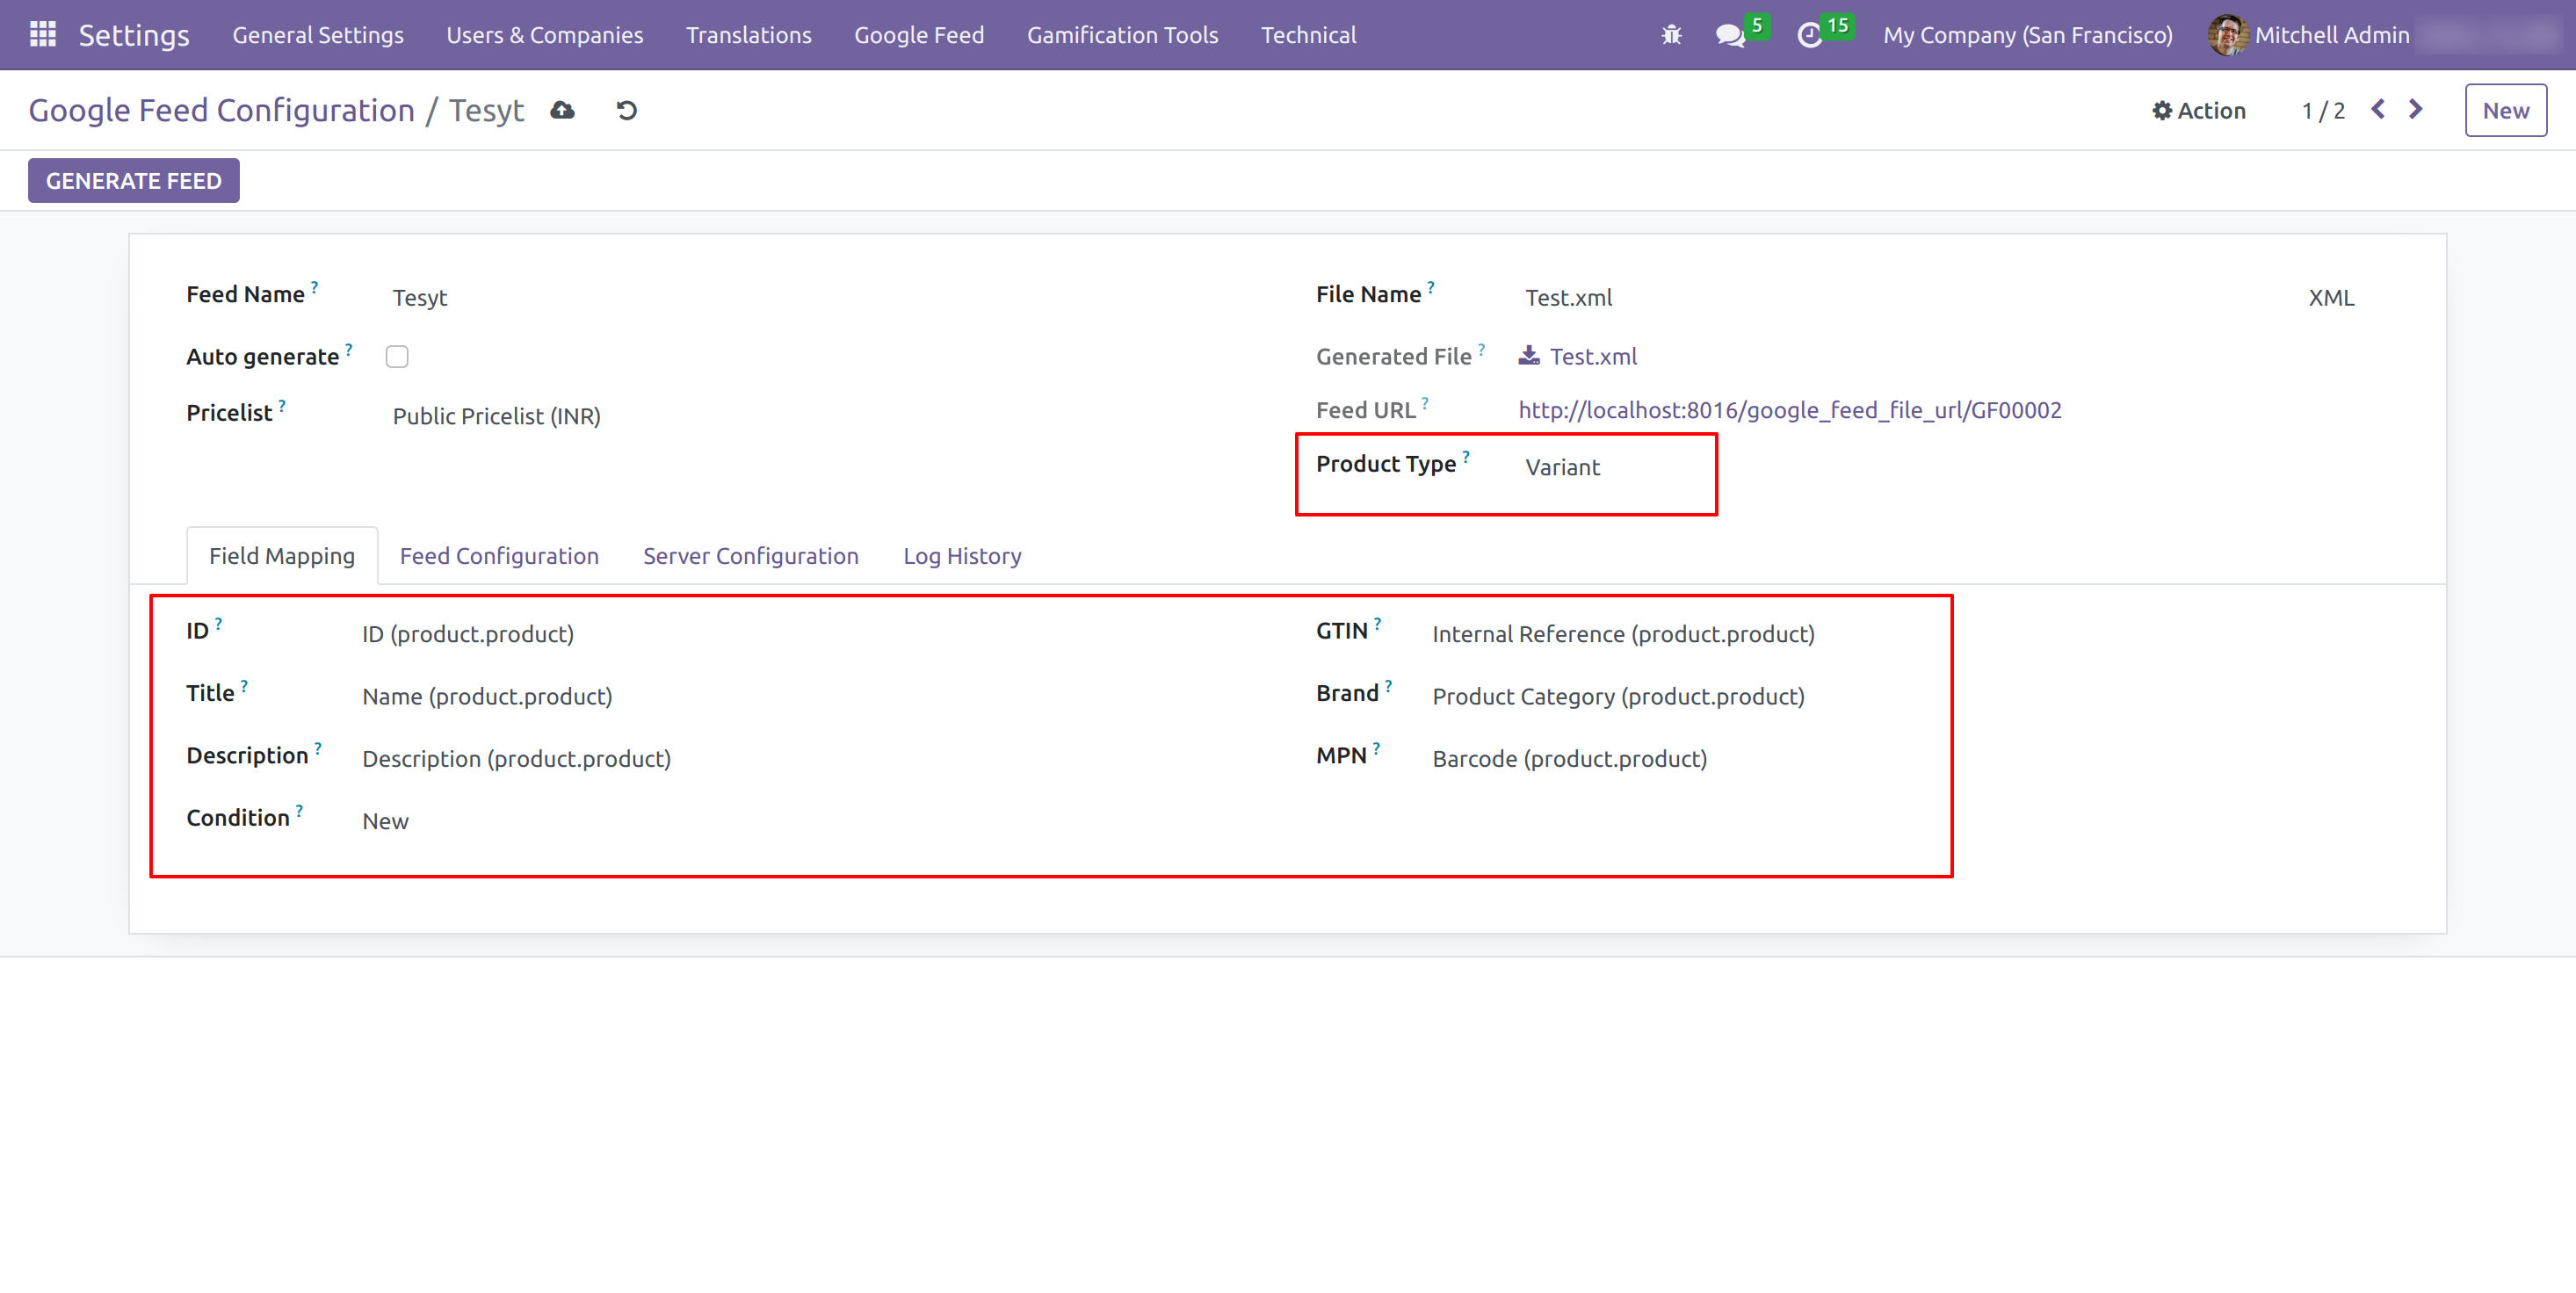 Settings General Settings Users & Companies Translations Google Feed Gamification Tools Technical 5 15 My Company (San Francisco) Mitchell Admin
Google Feed Configuration / Tesyt Action 1 / 2 New
GENERATE FEED
Feed Name ? Tesyt File Name ? Test.xml XML
Auto generate ? Generated File ? Test.xml
Pricelist ? Public Pricelist (INR) Feed URL ? http://localhost:8016/google_feed_file_url/GF00002
Product Type ? Variant
Field Mapping Feed Configuration Server Configuration Log History
ID ? ID (product.product) GTIN ? Internal Reference (product.product)
Title ? Name (product.product) Brand ? Product Category (product.product)
Description ? Description (product.product) MPN ? Barcode (product.product)
Condition ? New